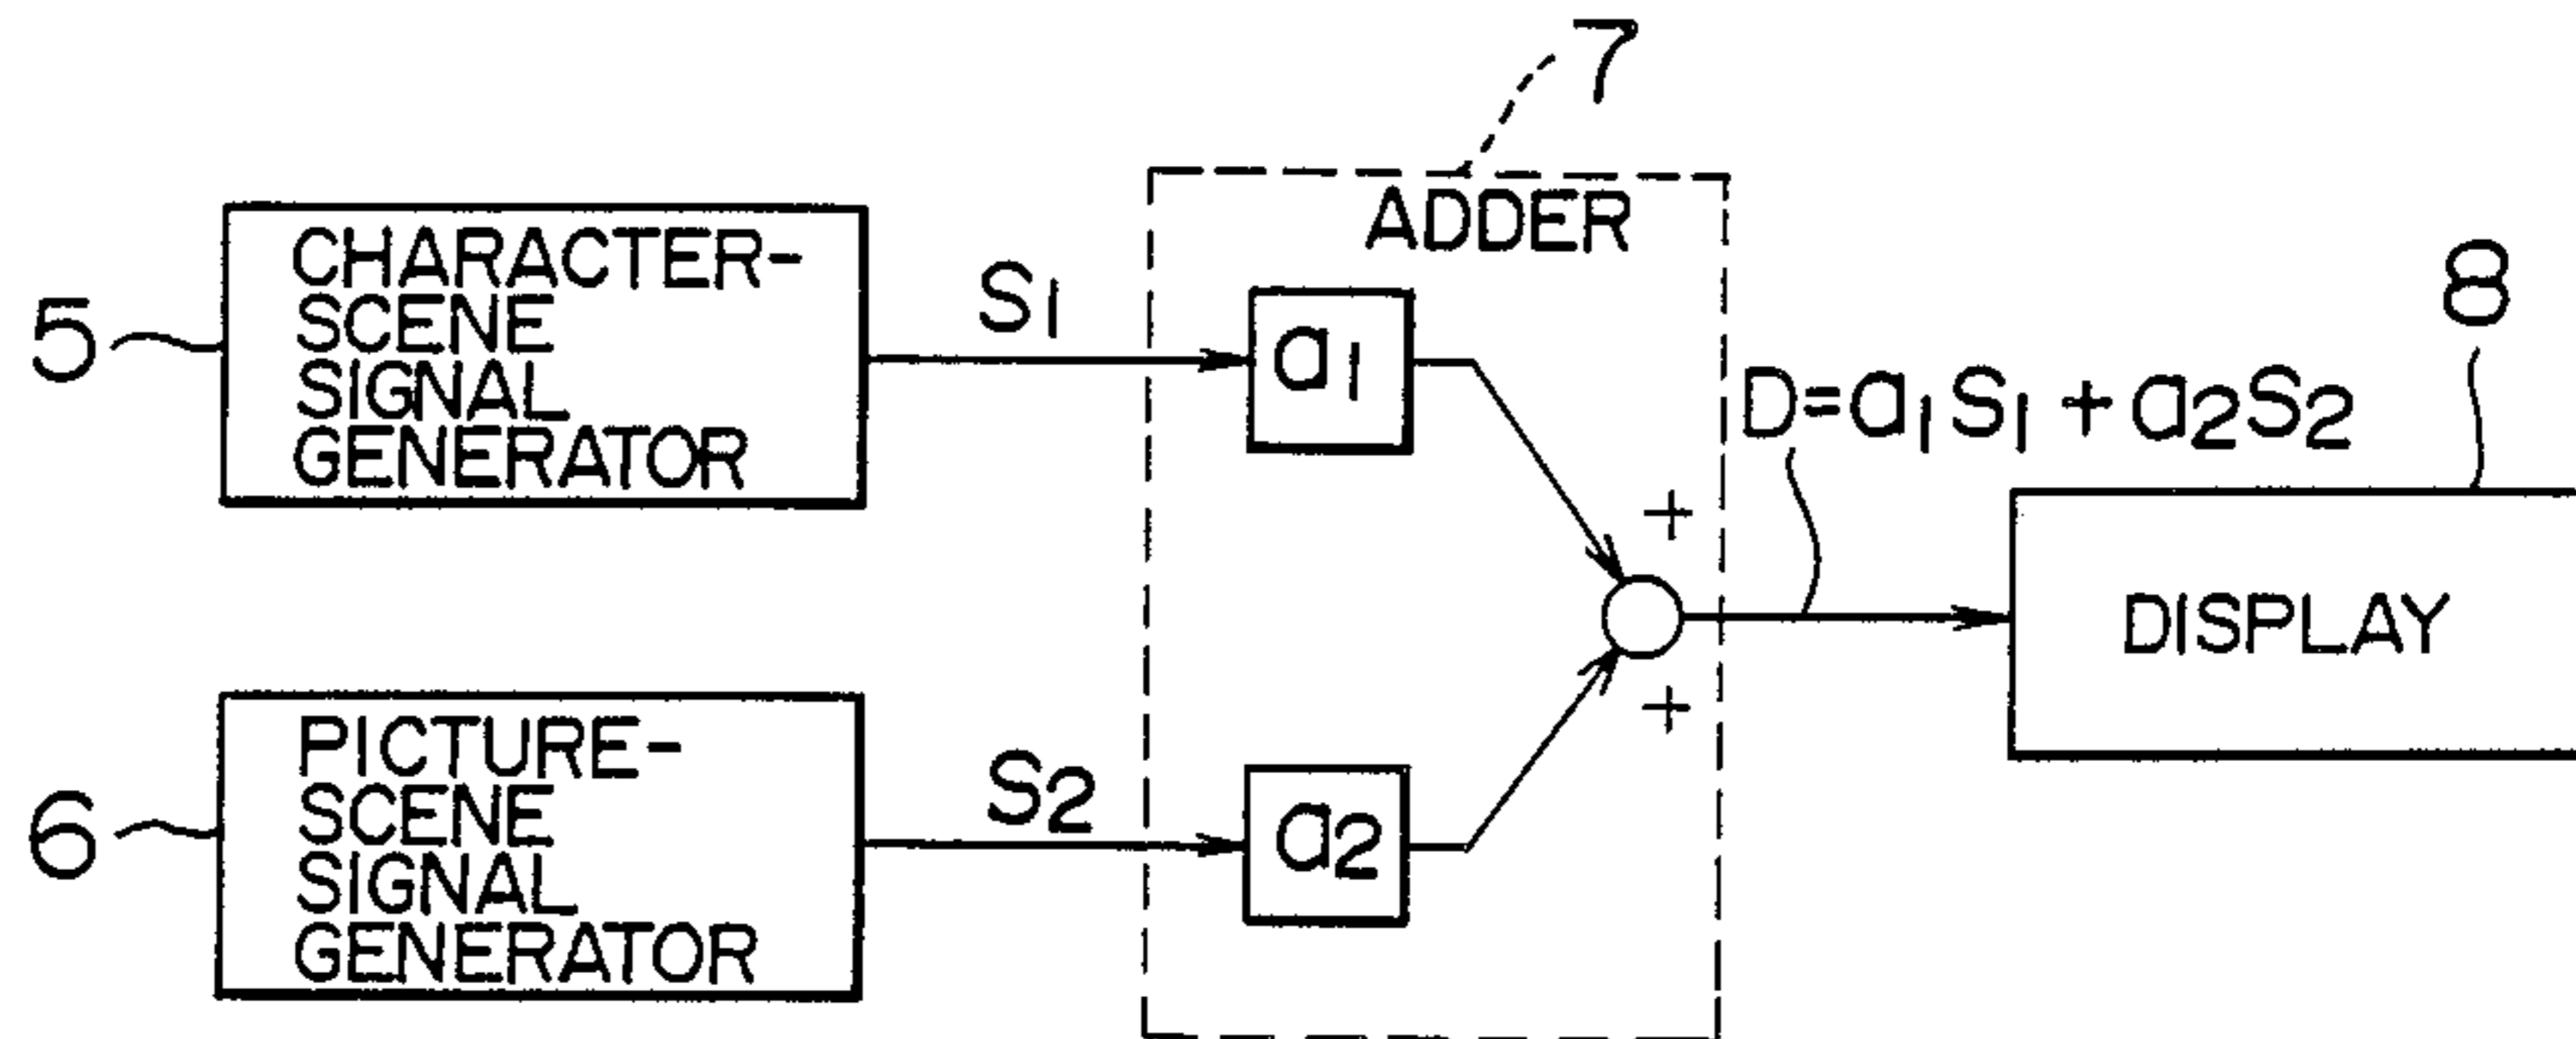 7
ADDER
5
CHARACTER-
SCENE
SIGNAL
GENERATOR
S1
a1
D=a1S1+a2S2
8
+
DISPLAY
+
6
PICTURE-
SCENE
SIGNAL
GENERATOR
S2
a2